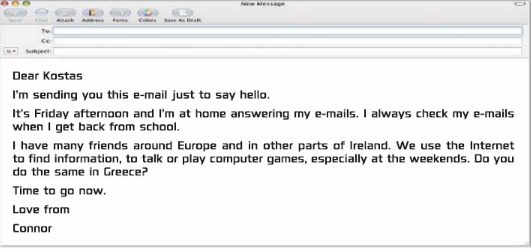 New Message
Send Chat Attach Address Fonts Colors Save As Draft
To:
Cc:
Subject:
Dear Kostas
I'm sending you this e-mail just to say hello.
It's Friday afternoon and I'm at home answering my e-mails. I always check my e-mails
when I get back from school.
I have many friends around Europe and in other parts of Ireland. We use the Internet
to find information, to talk or play computer games, especially at the weekends. Do you
do the same in Greece?
Time to go now.
Love from
Connor